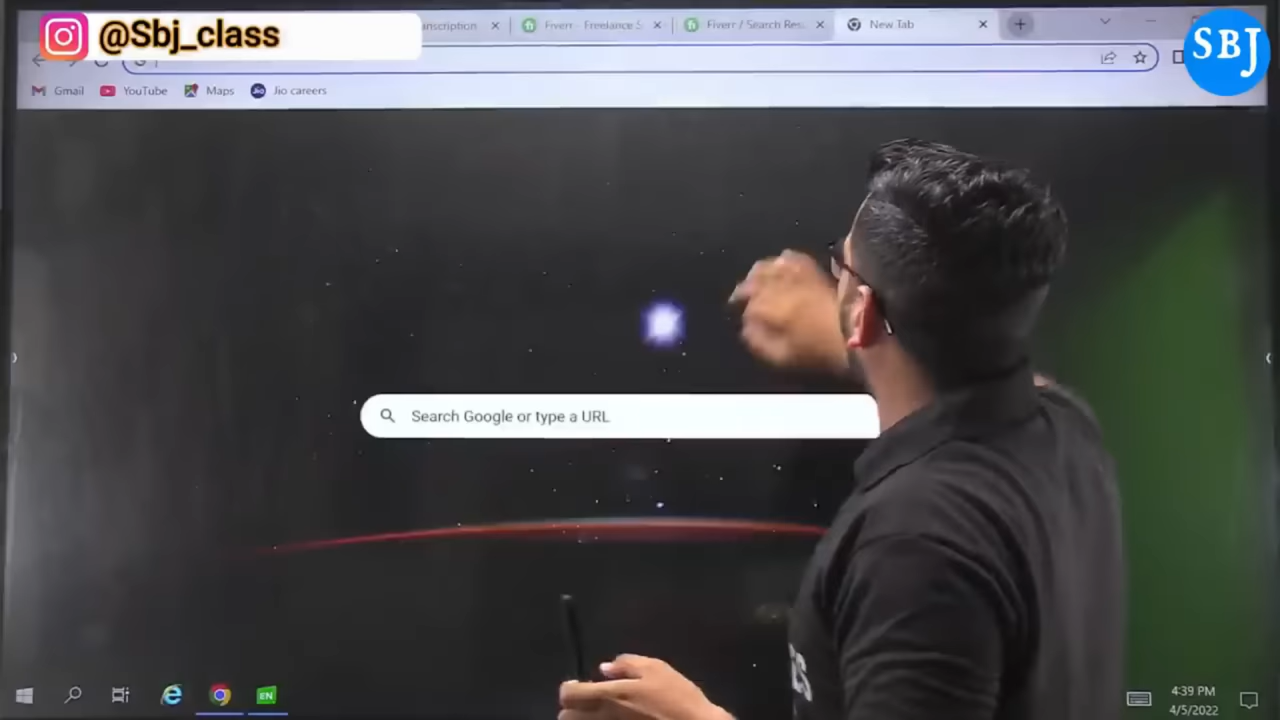 @Sbj_class
anscription
Fiverr - Freelance S
Fiverr / Search Res
New Tab
SBJ
Gmail
YouTube
Maps
Jio
Jio careers
Search Google or type a URL
EN
4:39 PM
4/5/2022